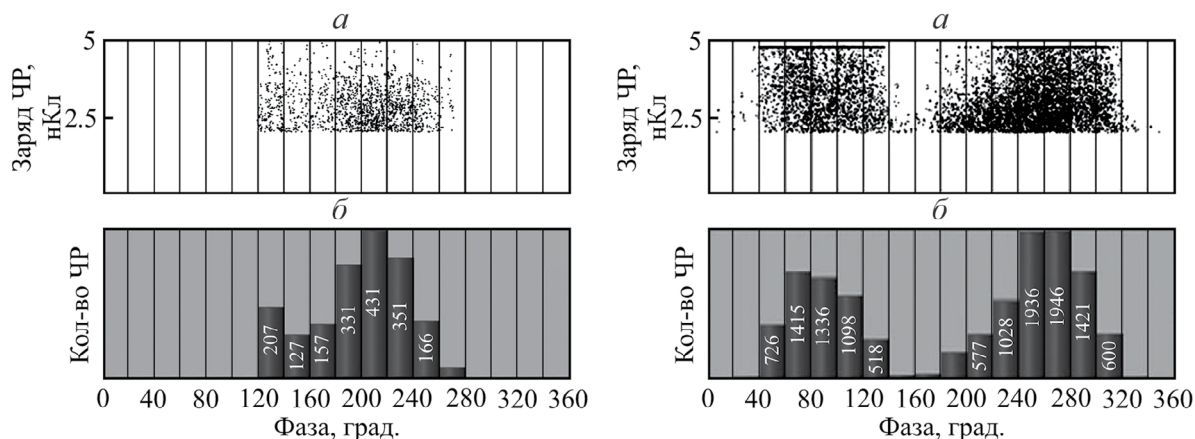 а
5
2.5
Заряд ЧР,
нКл
б
Кол-во ЧР
207
127
157
331
431
351
166
0 40 80 120 160 200 240 280 320 360
Фаза, град.
а
5
2.5
Заряд ЧР,
нКл
б
Кол-во ЧР
726
1415
1336
1098
518
577
1028
1936
1946
1421
600
0 40 80 120 160 200 240 280 320 360
Фаза, град.